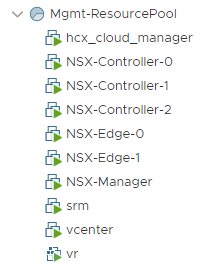 Mgmt-ResourcePool
hcx_cloud_manager
NSX-Controller-0
NSX-Controller-1
NSX-Controller-2
NSX-Edge-0
NSX-Edge-1
NSX-Manager
srm
vcenter
vr